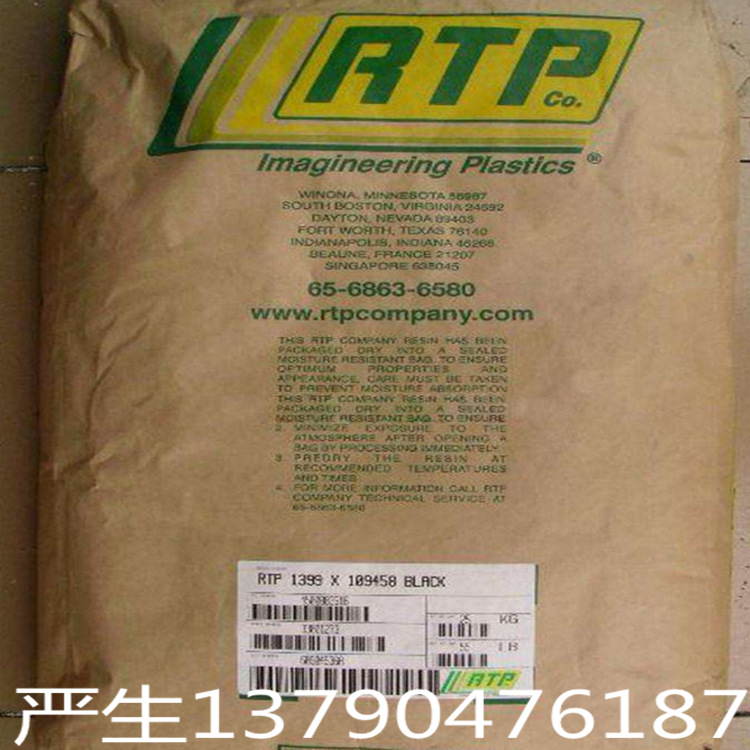 RTP Co.
Imagineering Plastics®
WINONA, MINNESOTA 55987
SOUTH BOSTON, VIRGINIA 24592
DAYTON, NEVADA 89403
FORT WORTH, TEXAS 76140
INDIANAPOLIS, INDIANA 46268
BEAUNE, FRANCE 21207
SINGAPORE 638045
65-6863-6580
www.rtpcompany.com
THIS RTP COMPANY RESIN HAS BEEN
PACKAGED DRY INTO A SEALED
MOISTURE RESISTANT BAG. TO ENSURE
OPTIMUM PROPERTIES AND
APPEARANCE, CARE MUST BE TAKEN
TO PREVENT MOISTURE ABSORPTION
THIS RTP COMPANY RESIN HAS BEEN
PACKAGED DRY INTO A SEALED
MOISTURE RESISTANT BAG. TO ENSURE
2. MINIMIZE EXPOSURE TO THE
ATMOSPHERE AFTER OPENING A
BAG BY PROCESSING IMMEDIATELY
3. PREDRY THE RESIN AT
RECOMMENDED TEMPERATURES
AND TIMES
4. FOR MORE INFORMATION CALL RTP
COMPANY TECHNICAL SERVICE AT
65-6863-6580
RTP 1399 X 109458 BLACK
25 KG
55 LB
RTP
严生13790476187